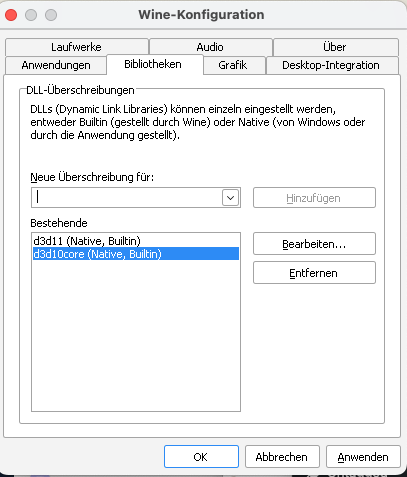 Wine-Konfiguration
Laufwerke
Audio
Über
Anwendungen
Bibliotheken
Grafik
Desktop-Integration
DLL-Überschreibungen
DLLs (Dynamic Link Libraries) können einzeln eingestellt werden,
entweder Builtin (gestellt durch Wine) oder Native (von Windows oder
durch die Anwendung gestellt).
Neue Überschreibung für:
Hinzufügen
Bestehende
d3d11 (Native, Builtin)
d3d10core (Native, Builtin)
Bearbeiten...
Entfernen
OK
Abbrechen
Anwenden